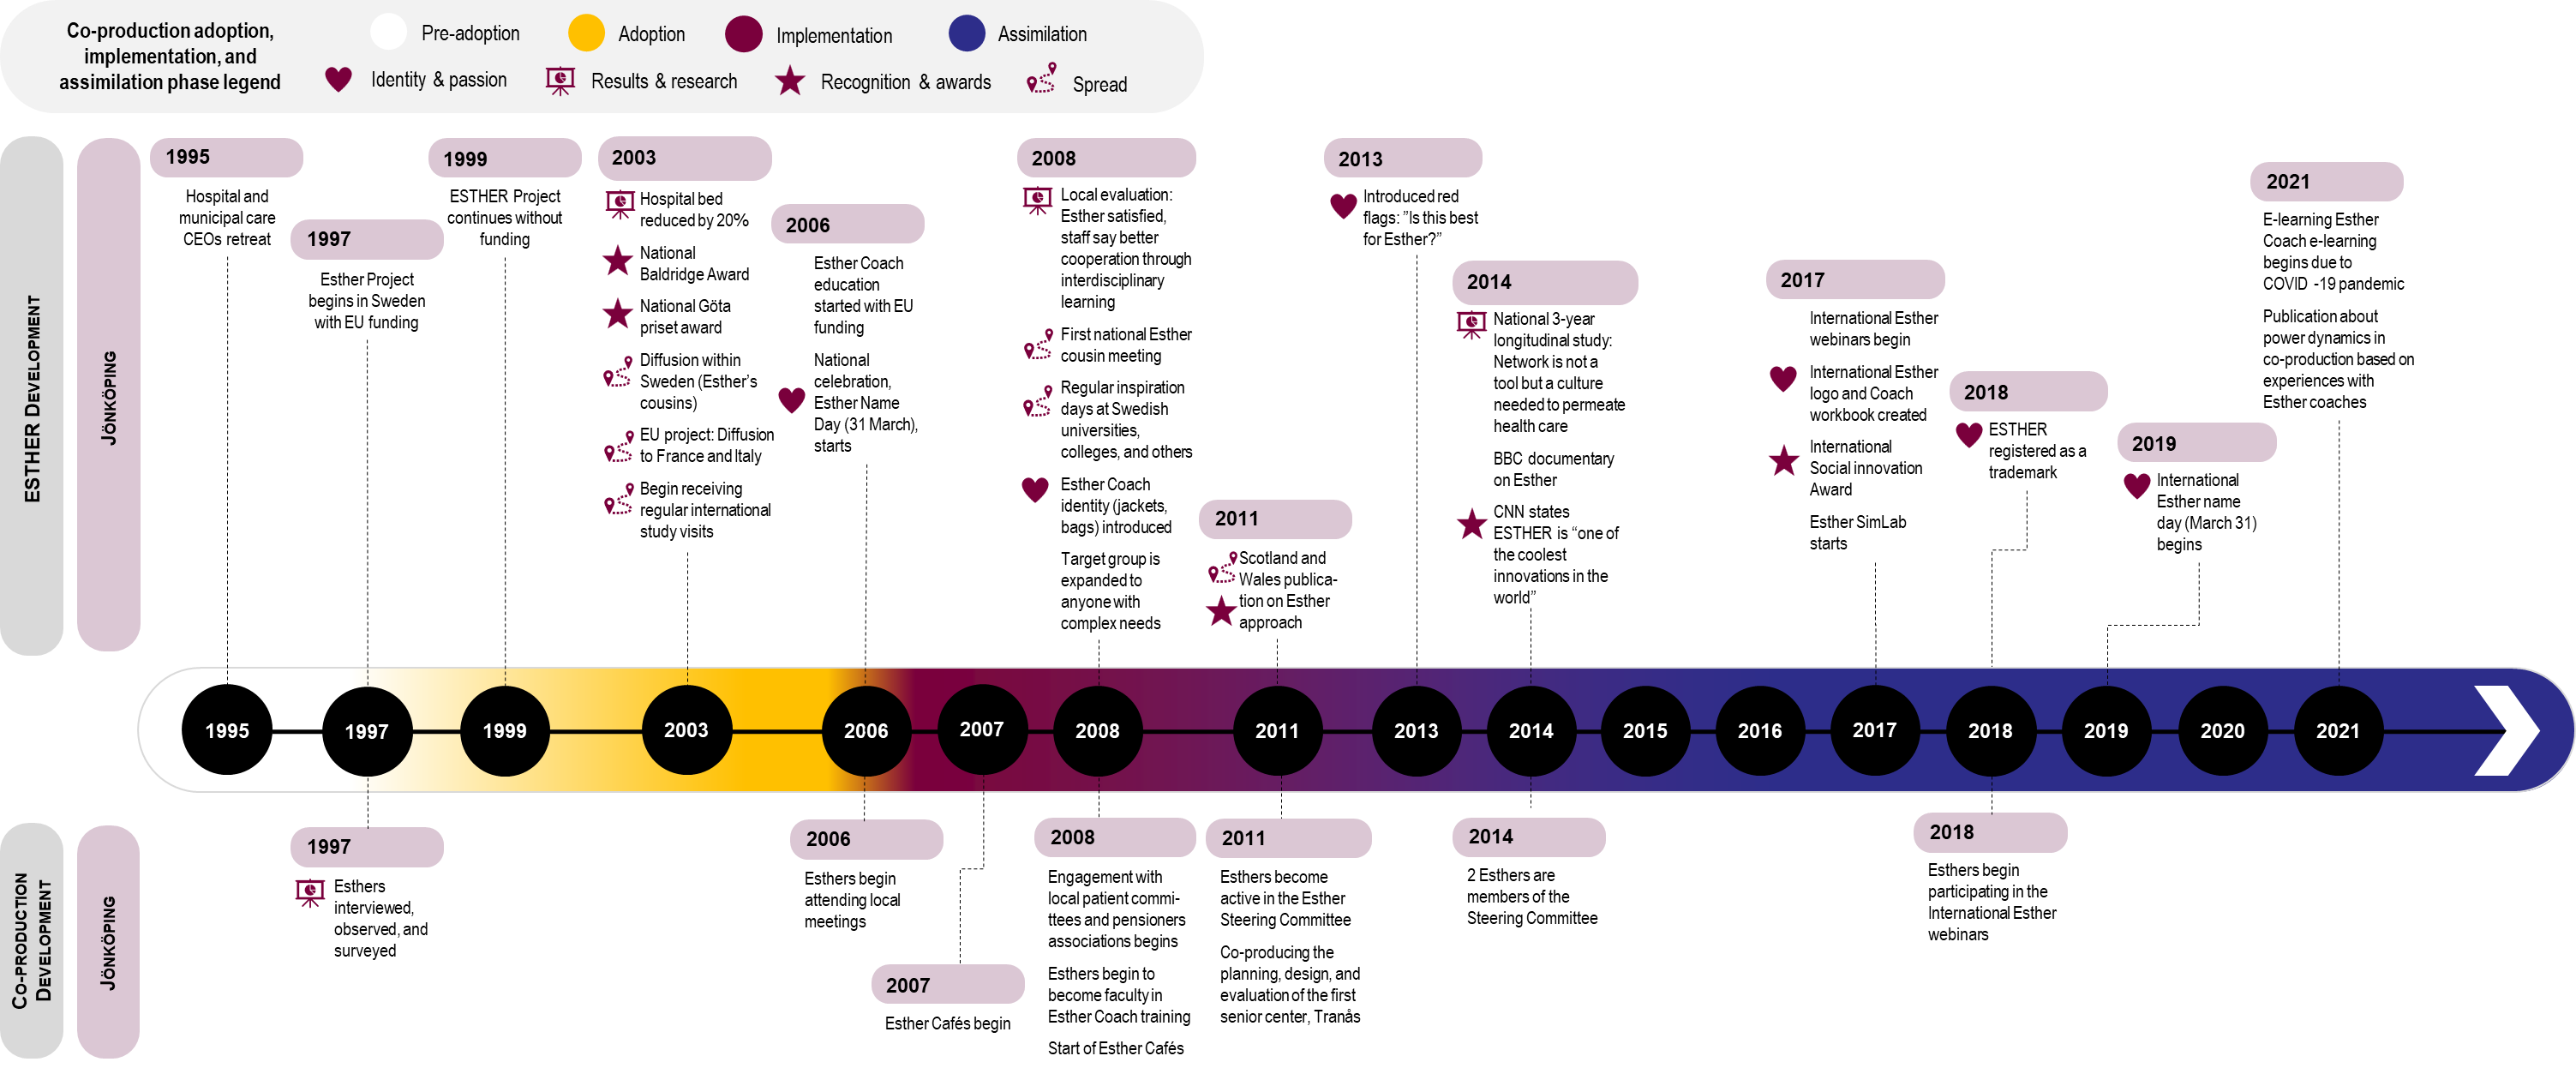 Co-production adoption,
implementation, and
assimilation phase legend
Pre-adoption
Adoption
Implementation
Assimilation
Identity & passion
Results & research
Recognition & awards
Spread
ESTHER DEVELOPMENT
JÖNKÖPING
1995
Hospital and
municipal care
CEOs retreat
1997
Esther Project
begins in Sweden
with EU funding
1999
ESTHER Project
continues without
funding
2003
Hospital bed
reduced by 20%
National
Baldridge Award
National Göta
priset award
Diffusion within
Sweden (Esther's
cousins)
EU project: Diffusion
to France and Italy
Begin receiving
regular international
study visits
2006
Esther Coach
education
started with EU
funding
National
celebration,
Esther Name
Day (31 March),
starts
2008
Local evaluation:
Esther satisfied,
staff say better
cooperation through
interdisciplinary
learning
First national Esther
cousin meeting
Regular inspiration
days at Swedish
universities,
colleges, and others
Esther Coach
identity (jackets,
bags) introduced
Target group is
expanded to
anyone with
complex needs
2011
Scotland and
Wales publica-
tion on Esther
approach
2013
Introduced red
flags: ”Is this best
for Esther?”
2014
National 3-year
longitudinal study:
Network is not a
tool but a culture
needed to permeate
health care
BBC documentary
on Esther
CNN states
ESTHER is “one of
the coolest
innovations in the
world”
2017
International Esther
webinars begin
International Esther
logo and Coach
workbook created
International
Social innovation
Award
Esther SimLab
starts
2018
ESTHER
registered as a
trademark
2019
International
Esther name
day (March 31)
begins
2021
E-learning Esther
Coach e-learning
begins due to
COVID -19 pandemic
Publication about
power dynamics in
co-production based on
experiences with
Esther coaches
1995
1997
1999
2003
2006
2007
2008
2011
2013
2014
2015
2016
2017
2018
2019
2020
2021
CO-PRODUCTION
DEVELOPMENT
JÖNKÖPING
1997
Esthers
interviewed,
observed, and
surveyed
2006
Esthers begin
attending local
meetings
2007
Esther Cafés begin
2008
Engagement with
local patient commi-
ttees and pensioners
associations begins
Esthers begin to
become faculty in
Esther Coach training
Start of Esther Cafés
2011
Esthers become
active in the Esther
Steering Committee
Co-producing the
planning, design, and
evaluation of the first
senior center, Tranås
2014
2 Esthers are
members of the
Steering Committee
2018
Esthers begin
participating in the
International Esther
webinars